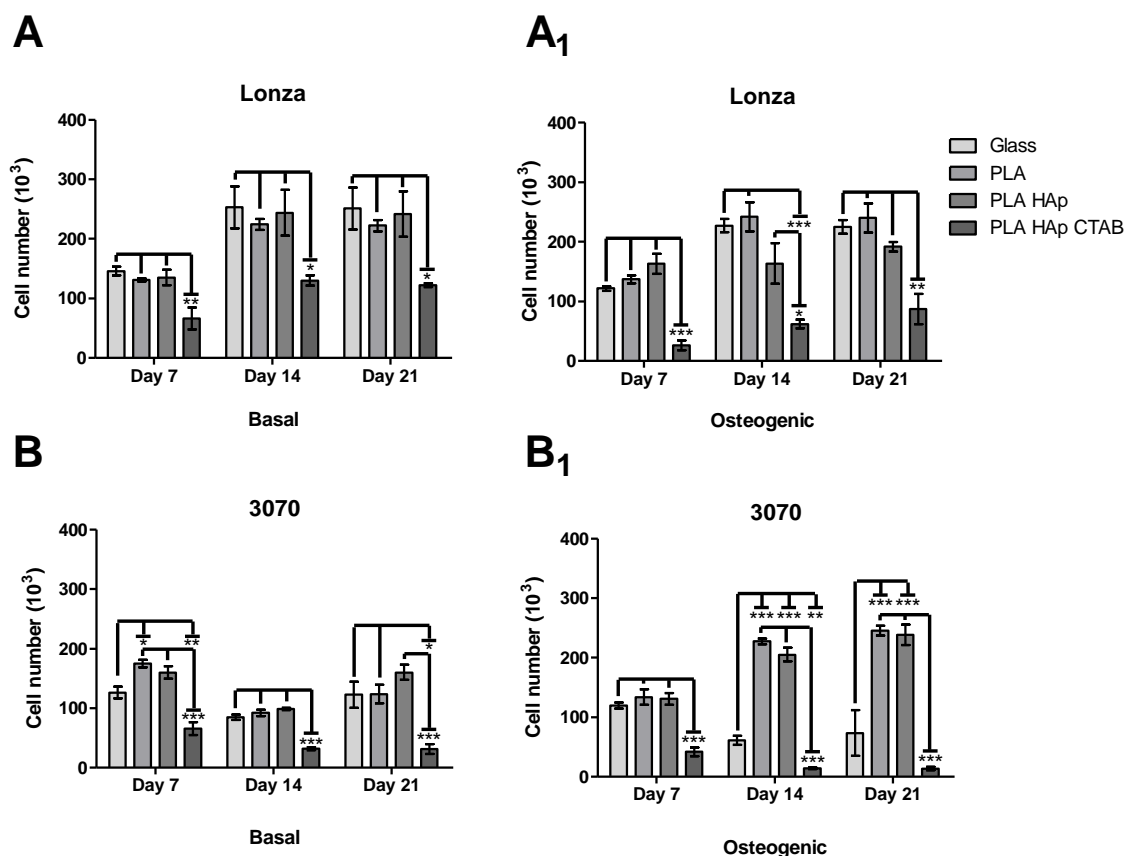 A
Lonza
Cell number (10³)
400
300
200
100
0
** * *
Day 7 Day 14 Day 21
Basal
A₁
Lonza
Cell number (10³)
400
300
200
100
0
*** *** * **
Day 7 Day 14 Day 21
Osteogenic
Glass
PLA
PLA HAp
PLA HAp CTAB
B
3070
Cell number (10³)
400
300
200
100
0
* ** *** *** * ***
Day 7 Day 14 Day 21
Basal
B₁
3070
Cell number (10³)
400
300
200
100
0
*** *** *** ** *** *** *** ***
Day 7 Day 14 Day 21
Osteogenic